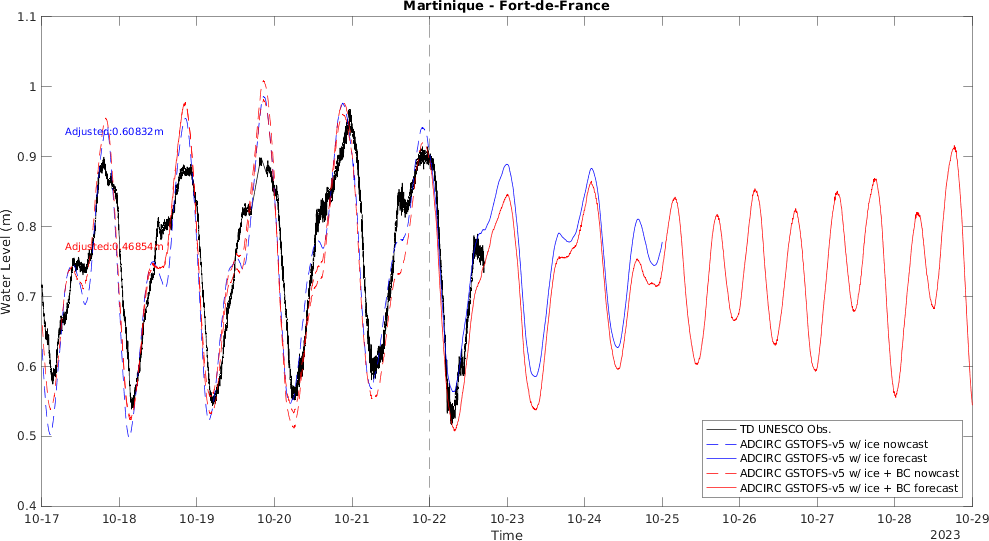 Martinique - Fort-de-France
1.1
1
0.9
0.8
0.7
0.6
0.5
0.4
Water Level (m)
Adjusted:0.60832m
Adjusted:0.46854m
TD UNESCO Obs.
ADCIRC GSTOFS-v5 w/ ice nowcast
ADCIRC GSTOFS-v5 w/ ice forecast
ADCIRC GSTOFS-v5 w/ ice + BC nowcast
ADCIRC GSTOFS-v5 w/ ice + BC forecast
10-17 10-18 10-19 10-20 10-21 10-22 10-23 10-24 10-25 10-26 10-27 10-28 10-29
Time
2023